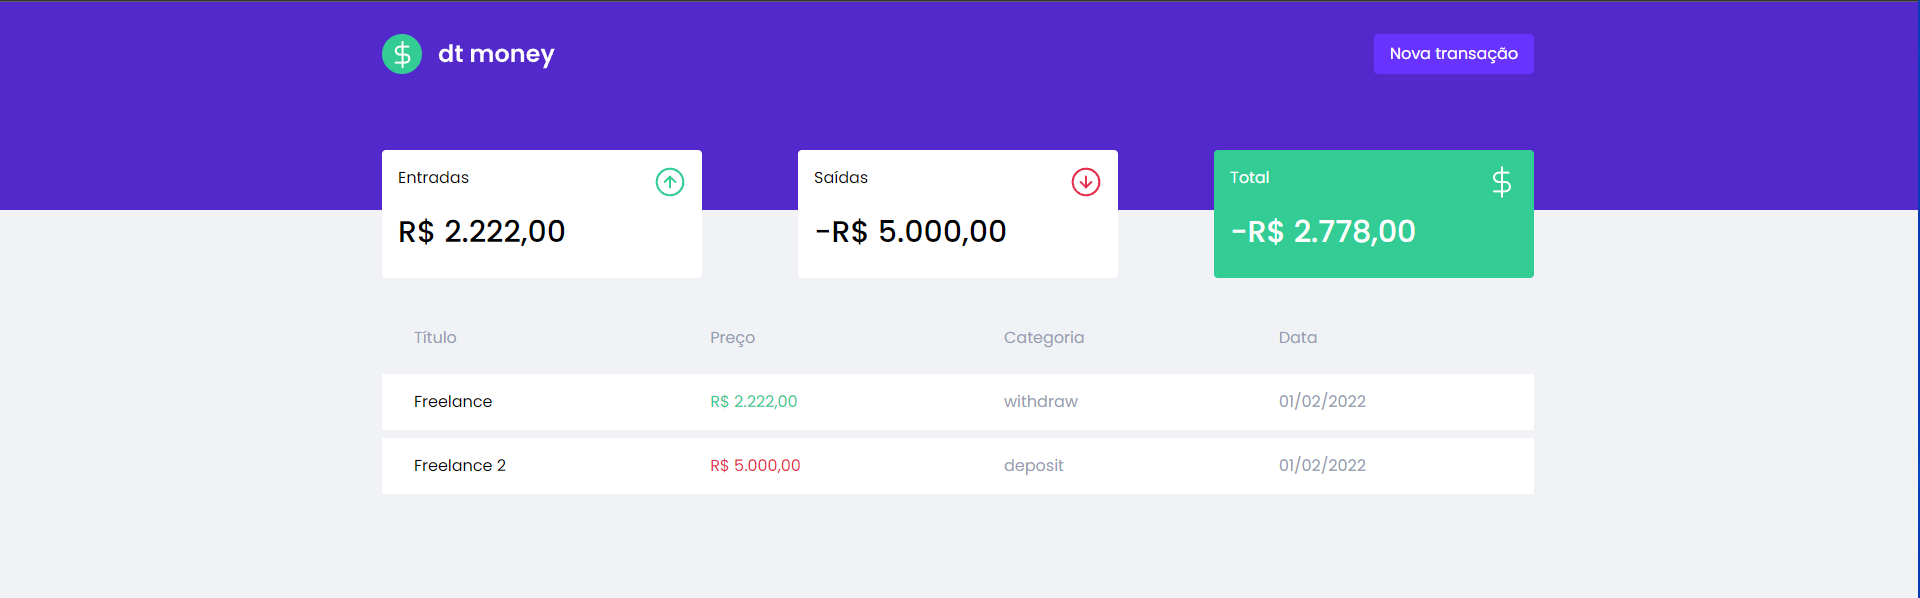 dt money
Nova transação
Entradas
R$ 2.222,00
Saídas
-R$ 5.000,00
Total
-R$ 2.778,00
Título Preço Categoria Data
Freelance R$ 2.222,00 withdraw 01/02/2022
Freelance 2 R$ 5.000,00 deposit 01/02/2022